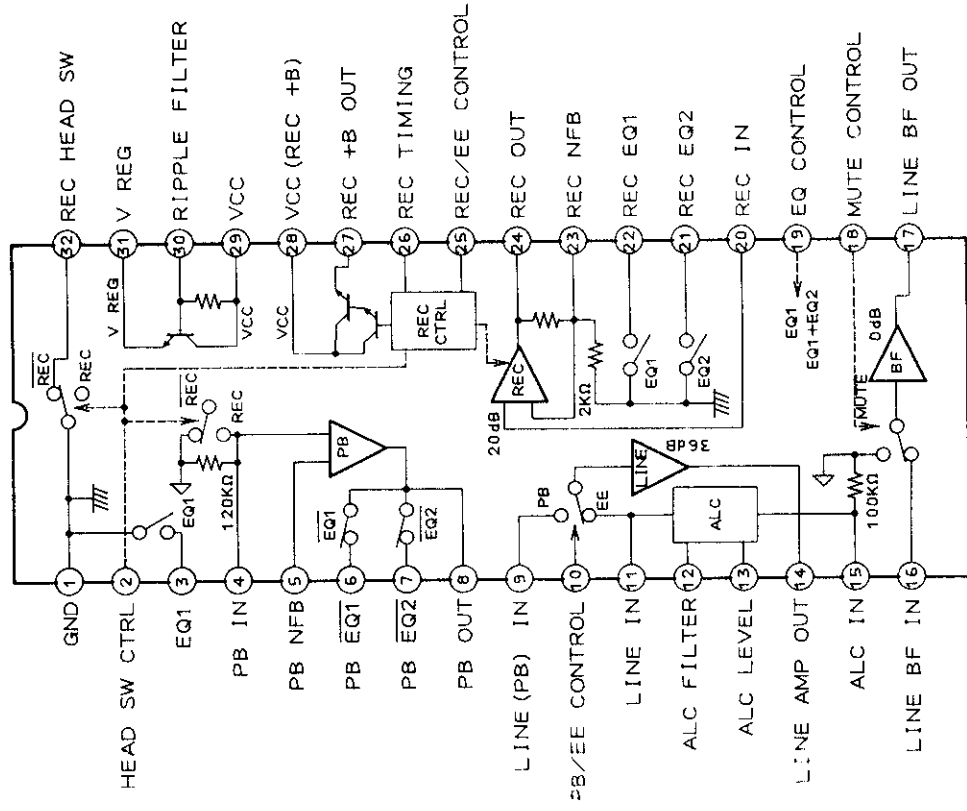 GND
HEAD SW CTRL
EQ1
PB IN
PB NFB
PB EQ1
PB EQ2
PB OUT
LINE(PB) IN
PB/EE CONTROL
LINE IN
ALC FILTER
ALC LEVEL
LINE AMP OUT
ALC IN
LINE BF IN
1
2
3
4
5
6
7
8
9
10
11
12
13
14
15
16
REC
REC
EQ1
120KΩ
REC
REC
PB
EQ1
EQ2
PB
EE
LINE
36dB
ALC
100KΩ
MUTE
BF
0dB
V REG
VCC
VCC
REC
CTRL
20dB
REC
2KΩ
EQ1
EQ2
EQ1
EQ1+EQ2
32
31
30
29
28
27
26
25
24
23
22
21
20
19
18
17
REC HEAD SW
V REG
RIPPLE FILTER
VCC
VCC(REC +B)
REC +B OUT
REC TIMING
REC/EE CONTROL
REC OUT
REC NFB
REC EQ1
REC EQ2
REC IN
EQ CONTROL
MUTE CONTROL
LINE BF OUT